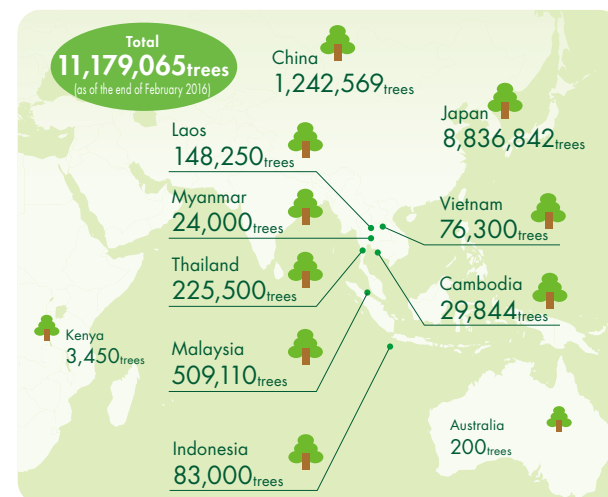 Total
11,179,065trees
(as of the end of February 2016)
China
1,242,569trees
Japan
8,836,842trees
Laos
148,250trees
Myanmar
24,000trees
Vietnam
76,300trees
Thailand
225,500trees
Cambodia
29,844trees
Kenya
3,450trees
Malaysia
509,110trees
Australia
200trees
Indonesia
83,000trees